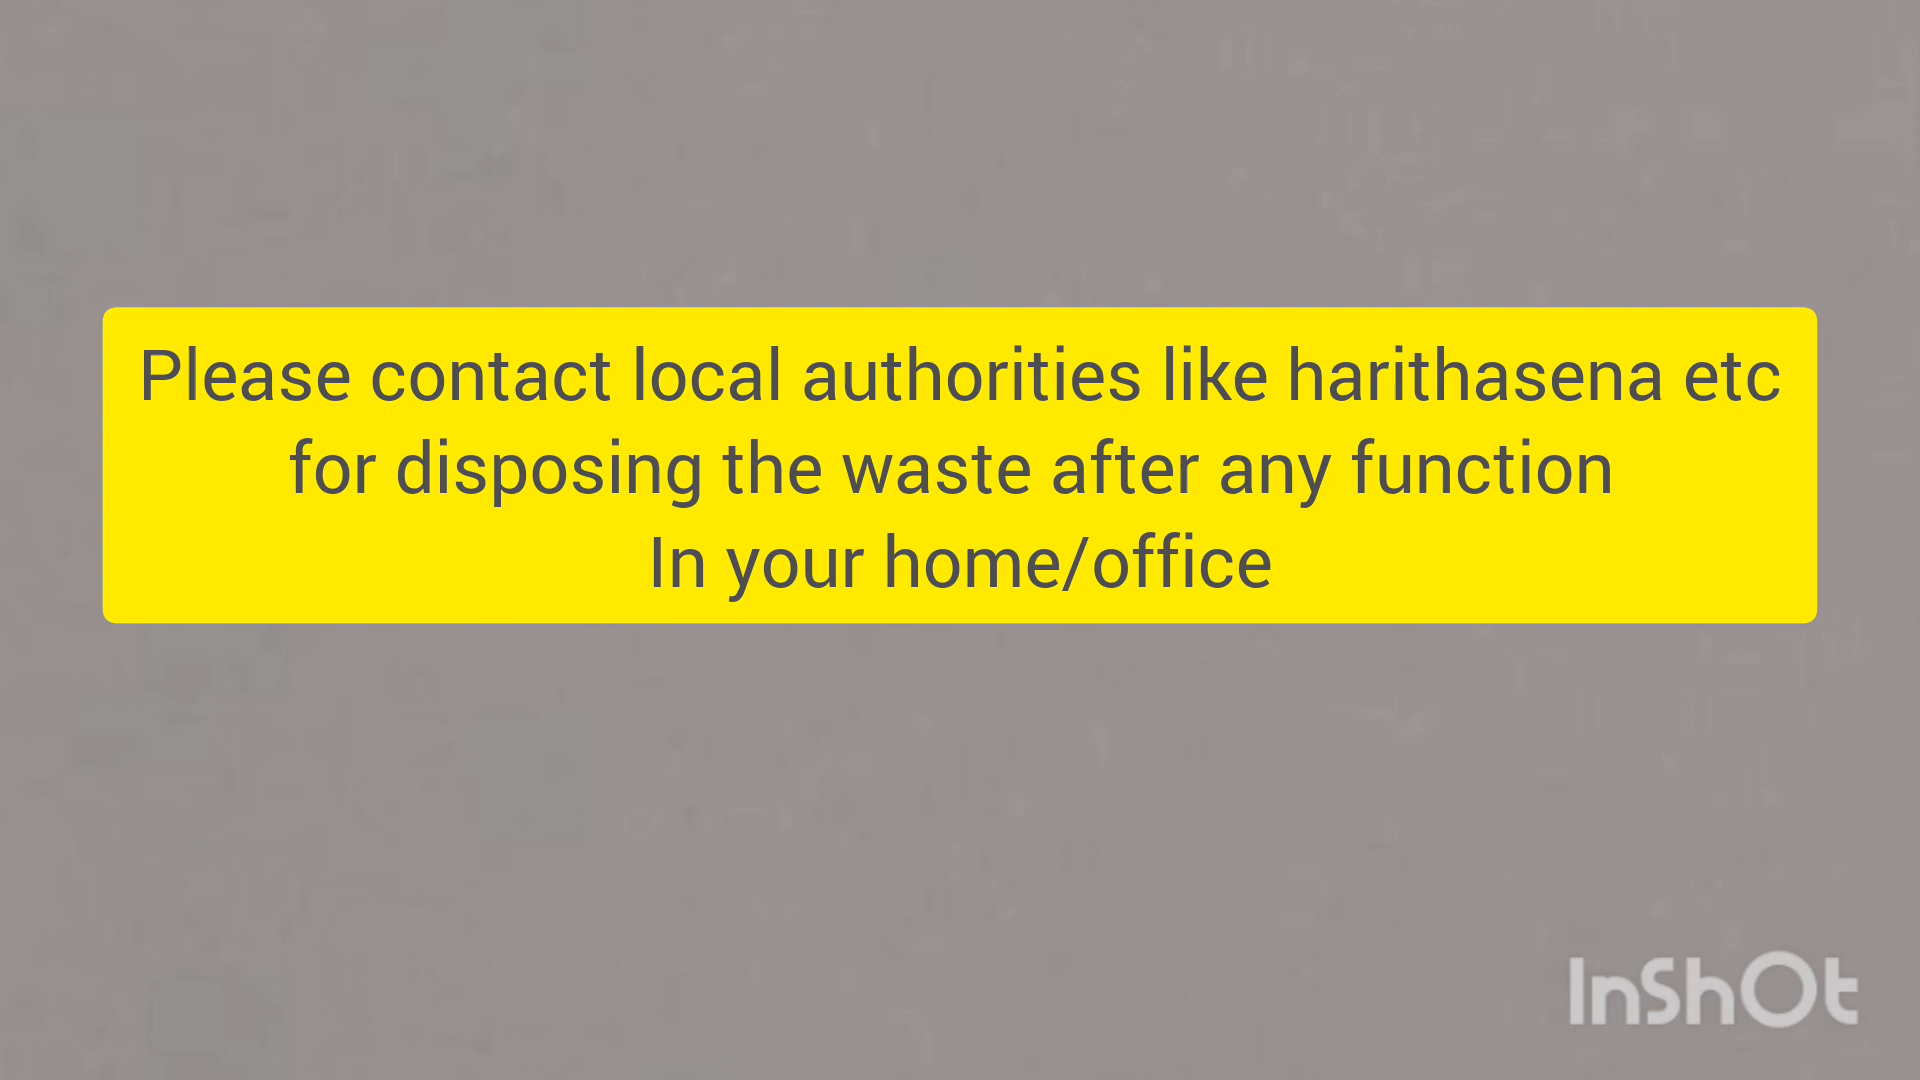 Please contact local authorities like harithasena etc
for disposing the waste after any function
In your home/office
InShOt